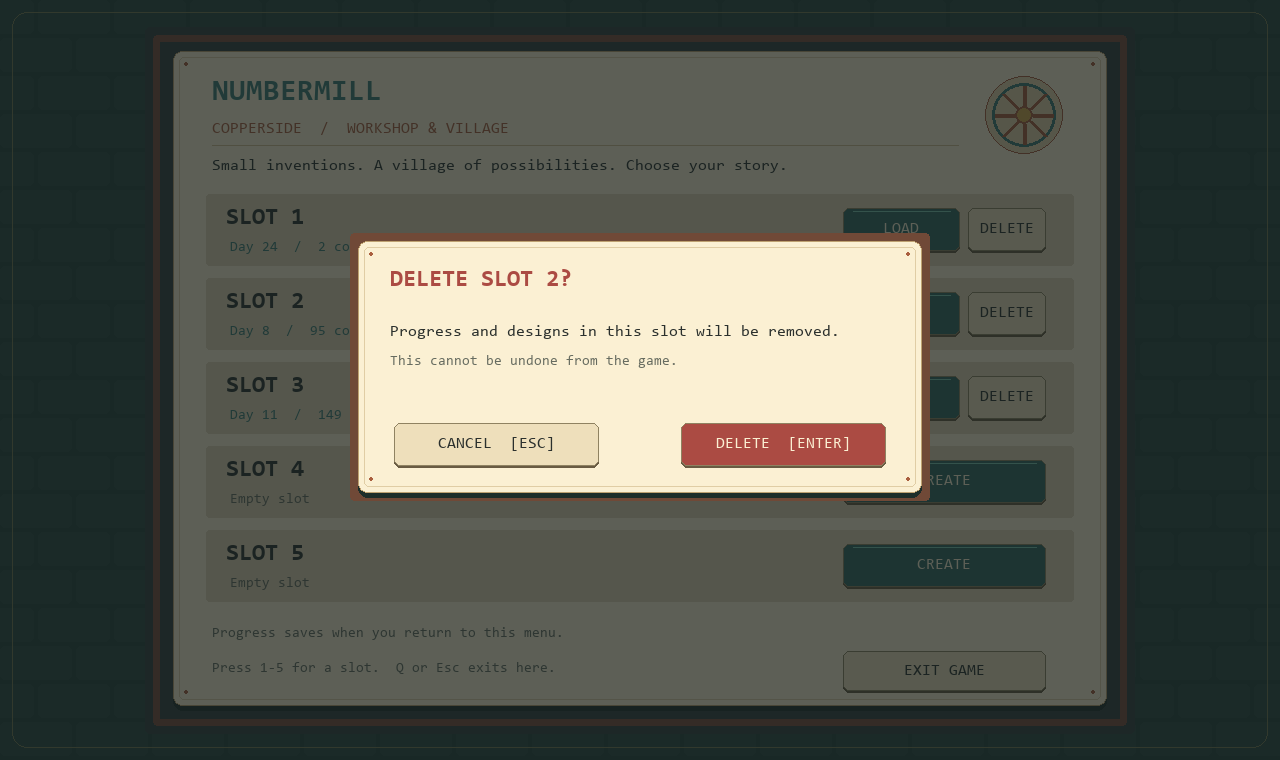 NUMBERMILL
COPPERSIDE / WORKSHOP & VILLAGE
Small inventions. A village of possibilities. Choose your story.
SLOT 1
Day 24 / 2 co
LOAD
DELETE
SLOT 2
Day 8 / 95 co
DELETE
SLOT 3
Day 11 / 149
DELETE
SLOT 4
Empty slot
REATE
SLOT 5
Empty slot
CREATE
DELETE SLOT 2?
Progress and designs in this slot will be removed.
This cannot be undone from the game.
CANCEL [ESC]
DELETE [ENTER]
Progress saves when you return to this menu.
Press 1-5 for a slot. Q or Esc exits here.
EXIT GAME